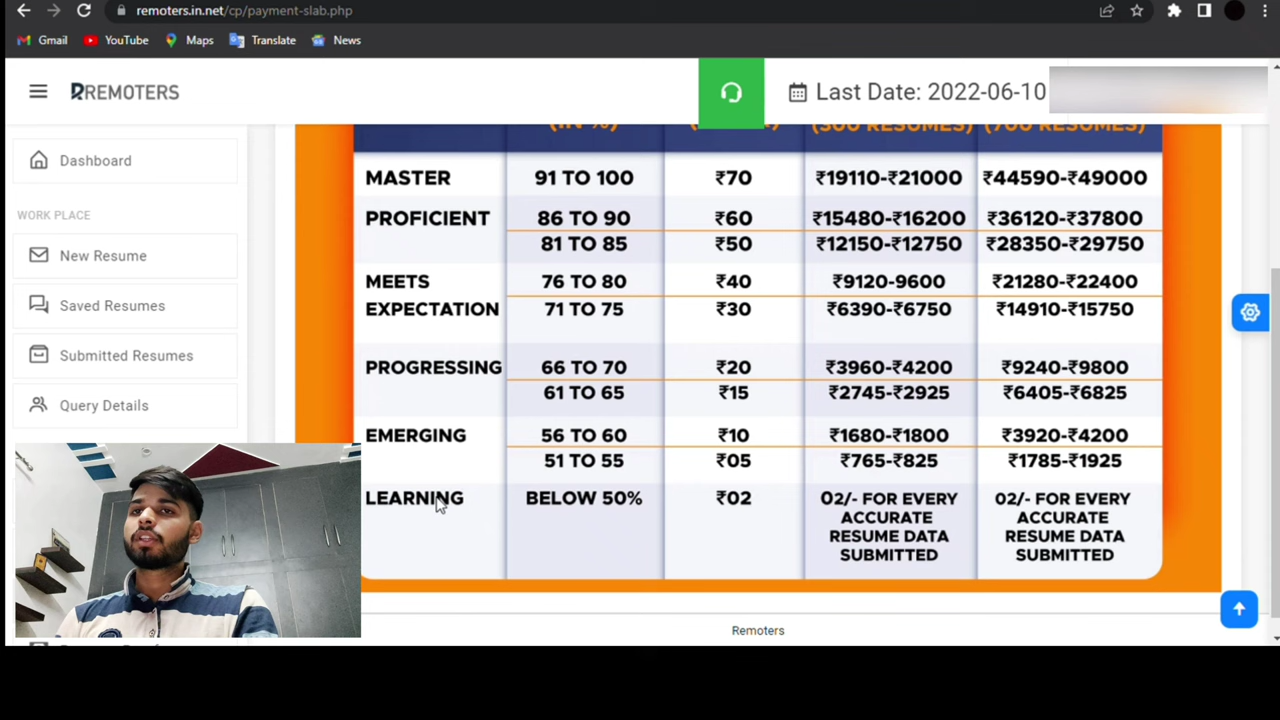 remoters.in.net/cp/payment-slab.php
Gmail YouTube Maps Translate News
REMOTERS
Last Date: 2022-06-10
Dashboard
WORK PLACE
New Resume
Saved Resumes
Submitted Resumes
Query Details
(IN %) (300 RESUMES) (700 RESUMES)
MASTER 91 TO 100 ₹70 ₹19110-₹21000 ₹44590-₹49000
PROFICIENT 86 TO 90 ₹60 ₹15480-₹16200 ₹36120-₹37800
81 TO 85 ₹50 ₹12150-₹12750 ₹28350-₹29750
MEETS 76 TO 80 ₹40 ₹9120-9600 ₹21280-₹22400
EXPECTATION 71 TO 75 ₹30 ₹6390-₹6750 ₹14910-₹15750
PROGRESSING 66 TO 70 ₹20 ₹3960-₹4200 ₹9240-₹9800
61 TO 65 ₹15 ₹2745-₹2925 ₹6405-₹6825
EMERGING 56 TO 60 ₹10 ₹1680-₹1800 ₹3920-₹4200
51 TO 55 ₹05 ₹765-₹825 ₹1785-₹1925
LEARNING BELOW 50% ₹02 02/- FOR EVERY 02/- FOR EVERY
ACCURATE ACCURATE
RESUME DATA RESUME DATA
SUBMITTED SUBMITTED
Remoters